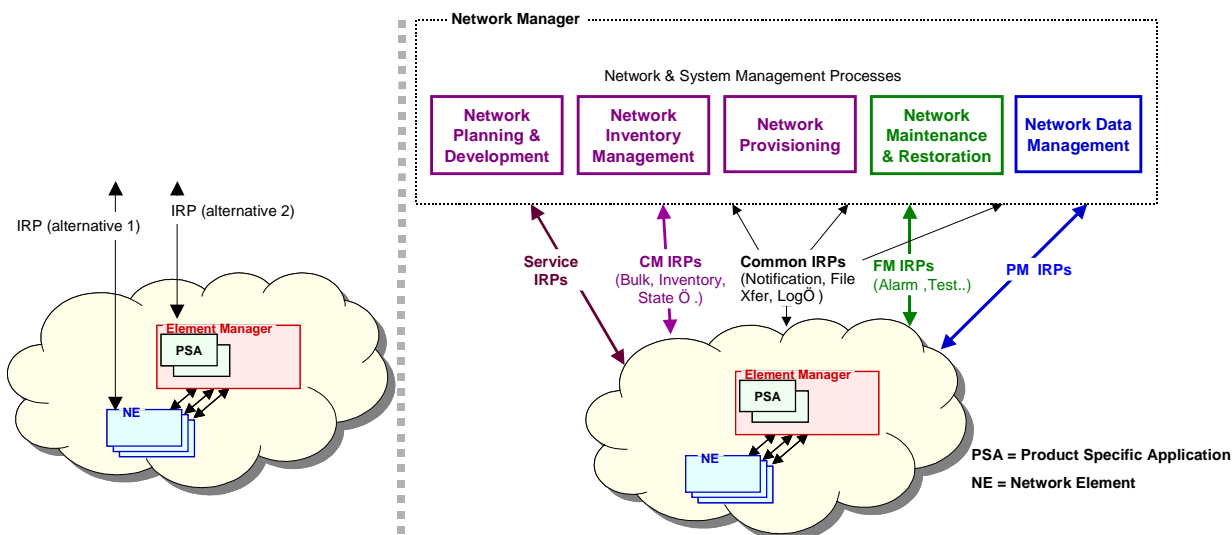 Network Manager
Network & System Management Processes
Network
Planning &
Development
Network
Inventory
Management
Network
Provisioning
Network
Maintenance
& Restoration
Network Data
Management
IRP (alternative 1)
IRP (alternative 2)
Service
IRPs
CM IRPs
(Bulk, Inventory,
State Ö .)
Common IRPs
(Notification, File
Xfer, LogÖ )
FM IRPs
(Alarm ,Test..)
PM IRPs
Element Manager
PSA
NE
Element Manager
PSA
NE
PSA = Product Specific Application
NE = Network Element